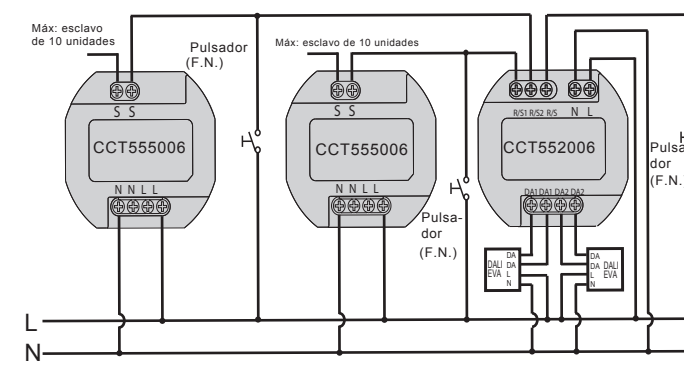 Máx: esclavo
de 10 unidades
Pulsador
(F.N.)
Máx: esclavo de 10 unidades
S S
S S
R/S1 R/S2 R/S N L
CCT555006
CCT555006
CCT552006
Pulsa-
dor
(F.N.)
N N L L
N N L L
DA1 DA1 DA2 DA2
Pulsa-
dor
(F.N.)
DALI
EVA
DA
DA
L
N
DA
DA
L
N
DALI
EVA
L
N